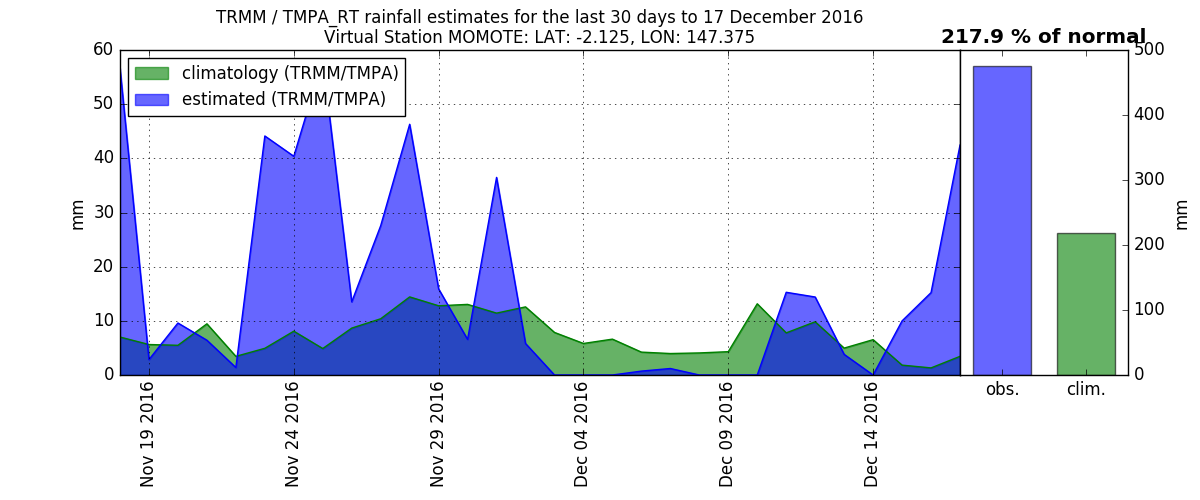 TRMM / TMPA_RT rainfall estimates for the last 30 days to 17 December 2016
Virtual Station MOMOTE: LAT: -2.125, LON: 147.375
217.9 % of normal
climatology (TRMM/TMPA)
estimated (TRMM/TMPA)
60
50
40
30
20
10
0
mm
Nov 19 2016
Nov 24 2016
Nov 29 2016
Dec 04 2016
Dec 09 2016
Dec 14 2016
500
400
300
200
100
0
mm
obs.
clim.